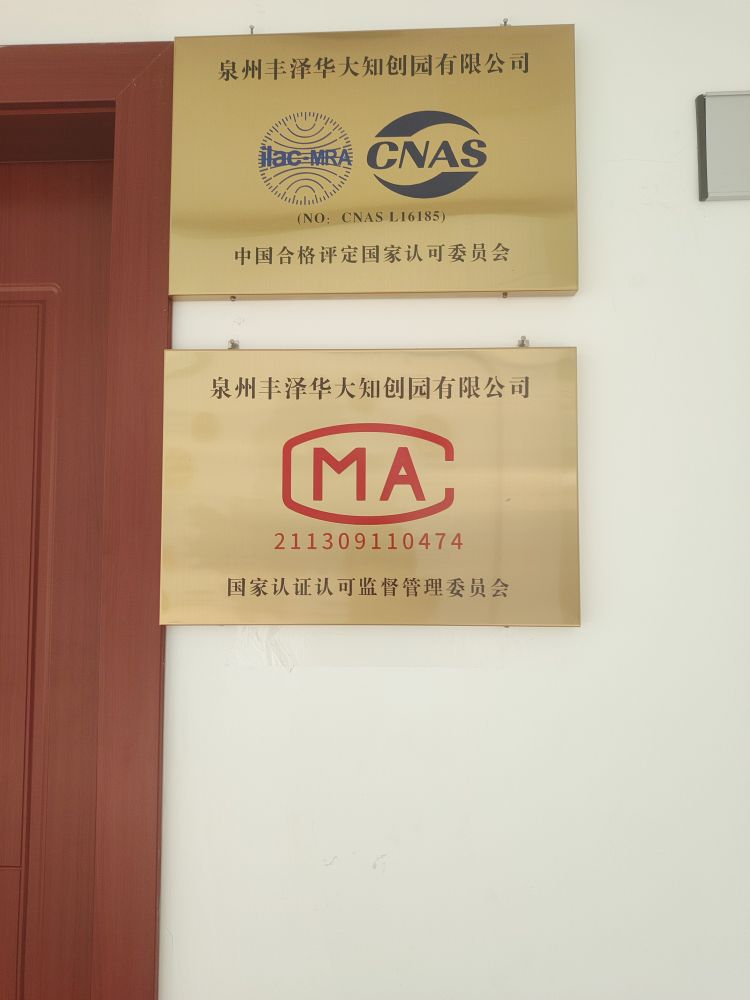 泉州丰泽华大知创园有限公司
ilac-MRA CNAS
(NO: CNAS L16185)
中国合格评定国家认可委员会
泉州丰泽华大知创园有限公司
MA
211309110474
国家认证认可监督管理委员会